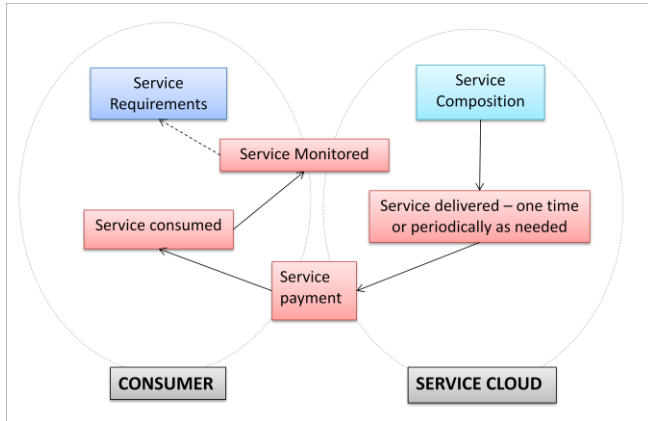 Service
Requirements
Service
Composition
Service Monitored
Service consumed
Service delivered – one time
or periodically as needed
Service
payment
CONSUMER
SERVICE CLOUD